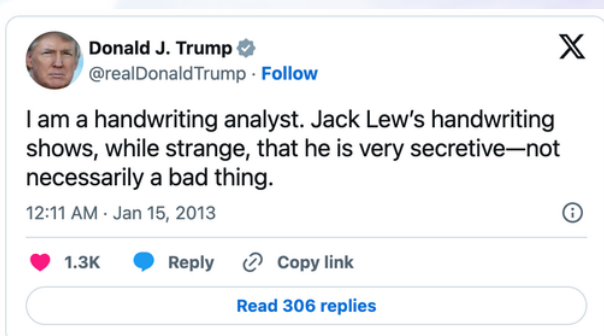 Donald J. Trump
@realDonaldTrump · Follow
I am a handwriting analyst. Jack Lew’s handwriting
shows, while strange, that he is very secretive—not
necessarily a bad thing.
12:11 AM · Jan 15, 2013
1.3K Reply Copy link
Read 306 replies